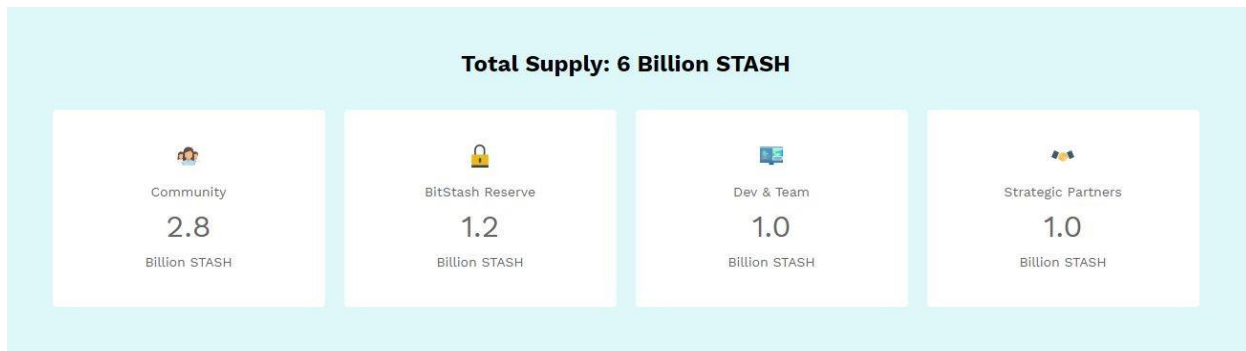 Total Supply: 6 Billion STASH
Community
2.8
Billion STASH
BitStash Reserve
1.2
Billion STASH
Dev & Team
1.0
Billion STASH
Strategic Partners
1.0
Billion STASH